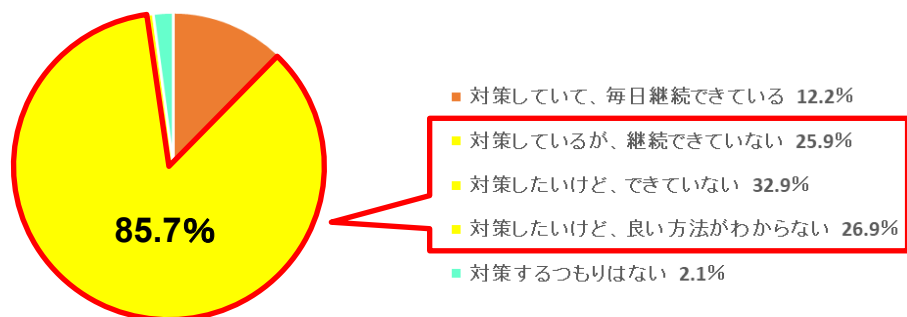 85.7%
対策していて、毎日継続できている 12.2%
対策しているが、継続できていない 25.9%
対策したいけど、できていない 32.9%
対策したいけど、良い方法がわからない 26.9%
対策するつもりはない 2.1%